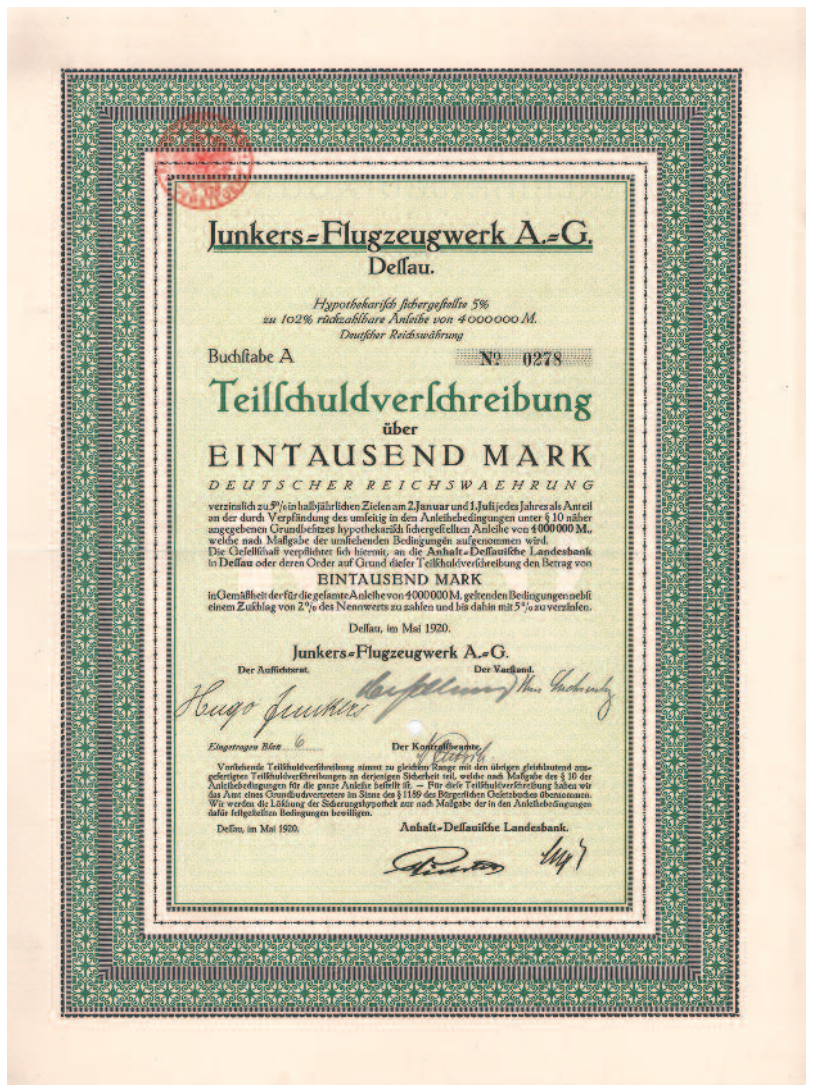 Junkers=Flugzeugwerk A.=G.
Deſſau.
Hypothekariſch ſichergeſtellte 5%
zu 102% rückzahlbare Anleihe von 4000000 M.
Deutſcher Reichswährung
Buchſtabe A
Nº 0278
Teilſchuldverſchreibung
über
EINTAUSEND MARK
DEUTSCHER REICHSWAEHRUNG
verzinslich zu 5% in halbjährlichen Zielen am 2. Januar und 1. Juli jedes Jahres als Anteil
an der durch Verpfändung des umſeitig in den Anleihebedingungen unter § 10 näher
angegebenen Grundbeſitzes hypothekariſch ſichergeſtellten Anleihe von 4000000 M.,
welche nach Maßgabe der umſtehenden Bedingungen aufgenommen wird.
Die Geſellſchaft verpflichtet ſich hiermit, an die Anhalt=Deſſauiſche Landesbank
in Deſſau oder deren Order auf Grund dieſer Teilſchuldverſchreibung den Betrag von
EINTAUSEND MARK
in Gemäßheit der für die geſamte Anleihe von 4000000 M. geltenden Bedingungen nebſt
einem Zuſchlag von 2% des Nennwerts zu zahlen und bis dahin mit 5% zu verzinſen.
Deſſau, im Mai 1920.
Junkers=Flugzeugwerk A.=G.
Der Auffichtsrat. Der Vorſtand.
Hugo Junkers
Eingetragen Blatt 6 Der Kontrollbeamte
Vorſtehende Teilſchuldverſchreibung nimmt zu gleichem Range mit den übrigen gleichlautend aus=
gefertigten Teilſchuldverſchreibungen an derjenigen Sicherheit teil, welche nach Maßgabe des § 10 der
Anleihebedingungen für die ganze Anleihe beſtellt iſt. — Für dieſe Teilſchuldverſchreibung haben wir
das Amt eines Grundbuchvertreters im Sinne des § 1189 des Bürgerlichen Geſetzbuches übernommen.
Wir werden die Löſchung der Sicherungshypothek nur nach Maßgabe der in den Anleihebedingungen
dafür feſtgeſetzten Bedingungen bewilligen.
Deſſau, im Mai 1920. Anhalt=Deſſauiſche Landesbank.